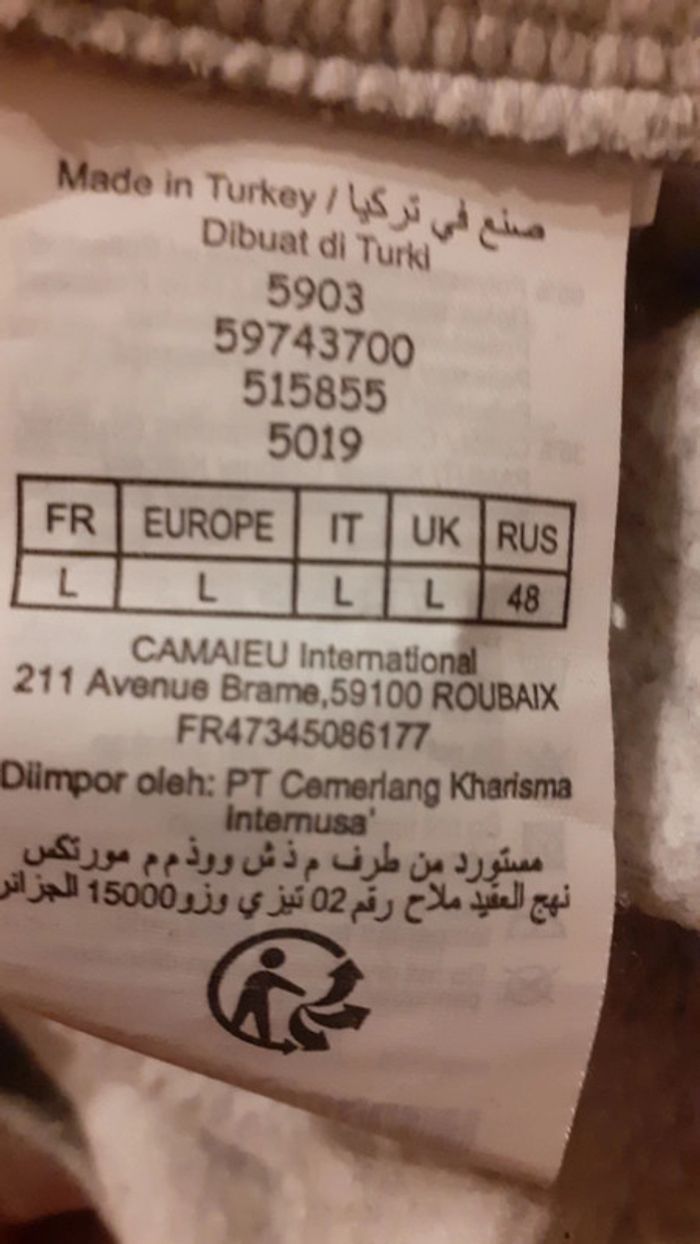 Made in Turkey / صنع في تركيا
Dibuat di Turki
5903
59743700
515855
5019
FR EUROPE IT UK RUS
L L L L 48
CAMAIEU International
211 Avenue Brame,59100 ROUBAIX
FR47345086177
Diimpor oleh: PT Cemerlang Kharisma
Internusa'
مستورد من طرف م ذ ش و وذ م م مورتكس
نهج العقيد ملاح رقم 02 تيزي وزو 15000 الجزائر